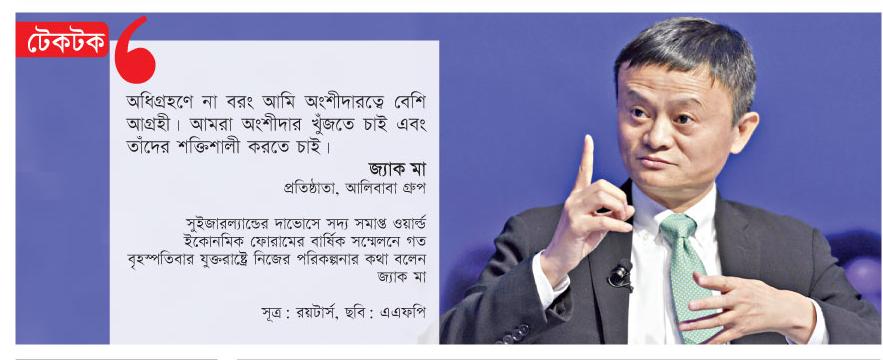 টেকটক
অধিগ্রহণে না বরং আমি অংশীদারত্বে বেশি
আগ্রহী। আমরা অংশীদার খুঁজতে চাই এবং
তাঁদের শক্তিশালী করতে চাই।
জ্যাক মা
প্রতিষ্ঠাতা, আলিবাবা গ্রুপ
সুইজারল্যান্ডের দাভোসে সদ্য সমাপ্ত ওয়ার্ল্ড
ইকোনমিক ফোরামের বার্ষিক সম্মেলনে গত
বৃহস্পতিবার যুক্তরাষ্ট্রে নিজের পরিকল্পনার কথা বলেন
জ্যাক মা
সূত্র : রয়টার্স, ছবি : এএফপি